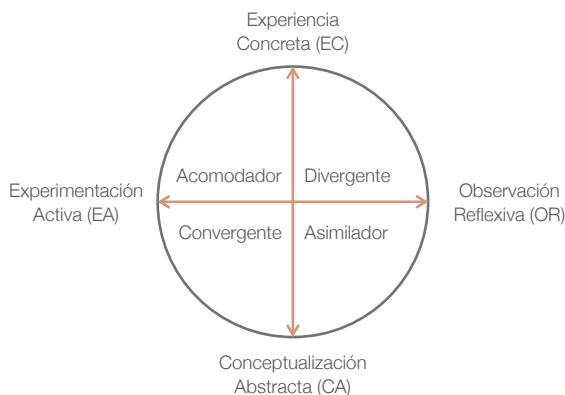 Experiencia
Concreta (EC)
Acomodador
Divergente
Experimentación
Activa (EA)
Observación
Reflexiva (OR)
Convergente
Asimilador
Conceptualización
Abstracta (CA)